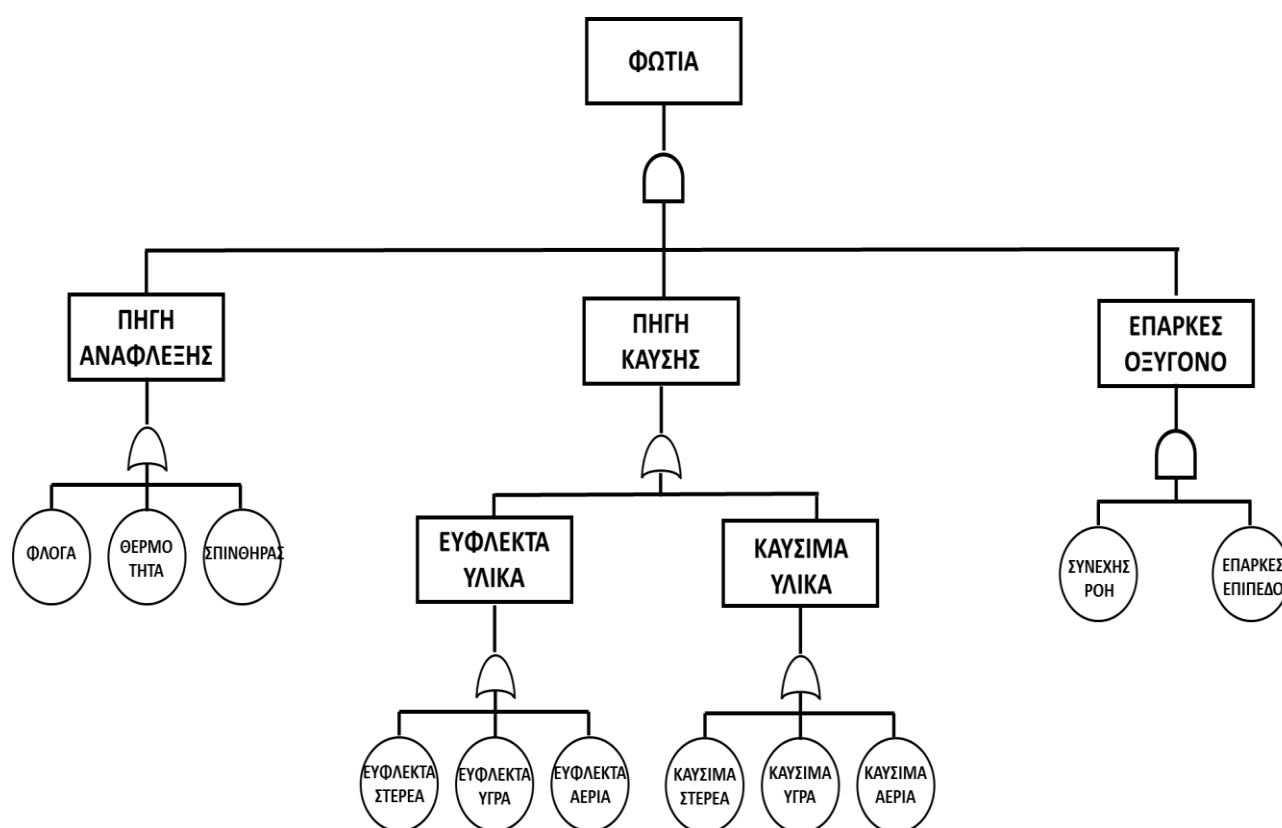 ΦΩΤΙΑ
ΠΗΓΗ
ΑΝΑΦΛΕΞΗΣ
ΠΗΓΗ
ΚΑΥΣΗΣ
ΕΠΑΡΚΕΣ
ΟΞΥΓΟΝΟ
ΦΛΟΓΑ
ΘΕΡΜΟ
ΤΗΤΑ
ΣΠΙΝΘΗΡΑΣ
ΕΥΦΛΕΚΤΑ
ΥΛΙΚΑ
ΚΑΥΣΙΜΑ
ΥΛΙΚΑ
ΣΥΝΕΧΗΣ
ΡΟΗ
ΕΠΑΡΚΕΣ
ΕΠΙΠΕΔΟ
ΕΥΦΛΕΚΤΑ
ΣΤΕΡΕΑ
ΕΥΦΛΕΚΤΑ
ΥΓΡΑ
ΕΥΦΛΕΚΤΑ
ΑΕΡΙΑ
ΚΑΥΣΙΜΑ
ΣΤΕΡΕΑ
ΚΑΥΣΙΜΑ
ΥΓΡΑ
ΚΑΥΣΙΜΑ
ΑΕΡΙΑ